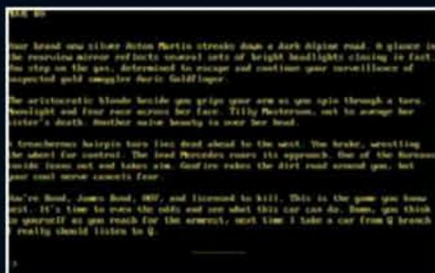 Your brand new silver Aston Martin streaks down a dark Alpine road. A glance in
the rearview mirror reflects several sets of bright headlights closing in fast.
You step on the gas, determined to escape and continue your surveillance of
suspected gold smuggler Auric Goldfinger.
The aristocratic blonde beside you grips your arm as you spin through a turn.
Moonlight and fear race across her face. Tilly Masterson, out to avenge her
sister's death. Another naive beauty in over her head.
A treacherous hairpin turn lies dead ahead to the west. You brake, wrestling
the wheel for control. The lead Mercedes roars its approach. One of the
inside leans out and takes aim. Gunfire rakes the dirt road around you, but
your cool nerve cancels fear.
You're Bond, James Bond, 007, and licensed to kill. This is the game you know
best. It's time to even the odds and see what this car can do. Damn, you think
to yourself as you reach for the armrest, next time I take a car from Q branch
I really should listen to Q.
>